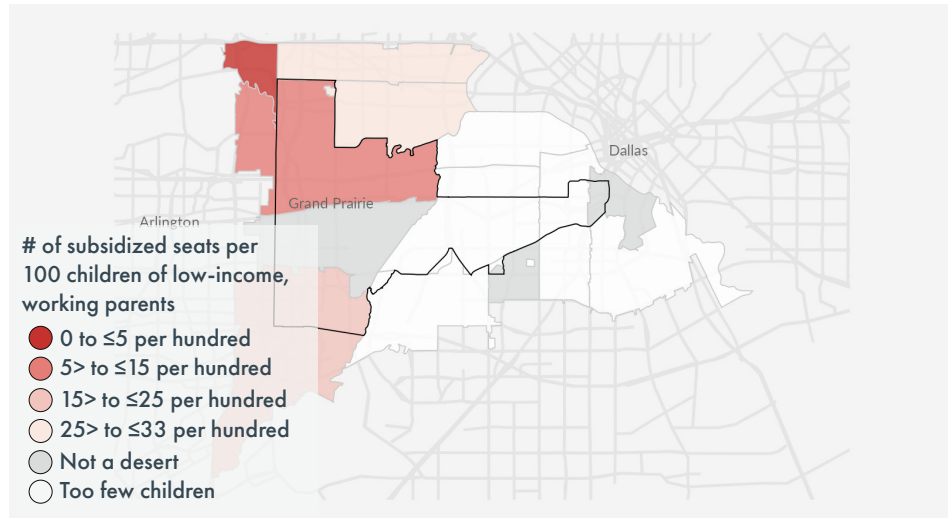 Dallas
Grand Prairie
Arlington
# of subsidized seats per
100 children of low-income,
working parents
0 to ≤5 per hundred
5> to ≤15 per hundred
15> to ≤25 per hundred
25> to ≤33 per hundred
Not a desert
Too few children